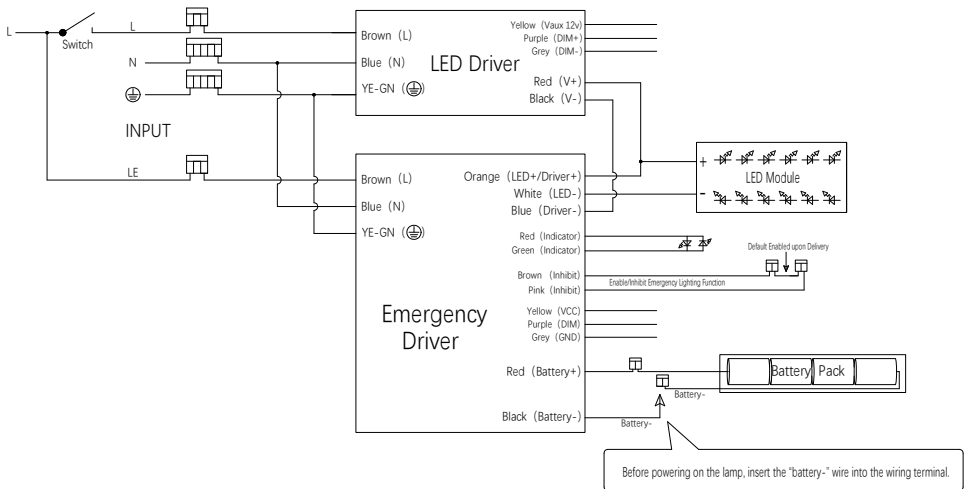 L
Switch
L
N
INPUT
LE
Brown (L)
Blue (N)
YE-GN
LED Driver
Yellow (Vaux 12v)
Purple (DIM+)
Grey (DIM-)
Red (V+)
Black (V-)
Brown (L)
Blue (N)
YE-GN
Emergency
Driver
Orange (LED+/Driver+)
White (LED-)
Blue (Driver-)
Red (Indicator)
Green (Indicator)
Brown (Inhibit)
Pink (Inhibit)
Yellow (VCC)
Purple (DIM)
Grey (GND)
Red (Battery+)
Black (Battery-)
+
LED Module
-
Default Enabled upon Delivery
Enable/Inhibit Emergency Lighting Function
Battery Pack
Battery-
Battery-
Before powering on the lamp, insert the "battery-" wire into the wiring terminal.